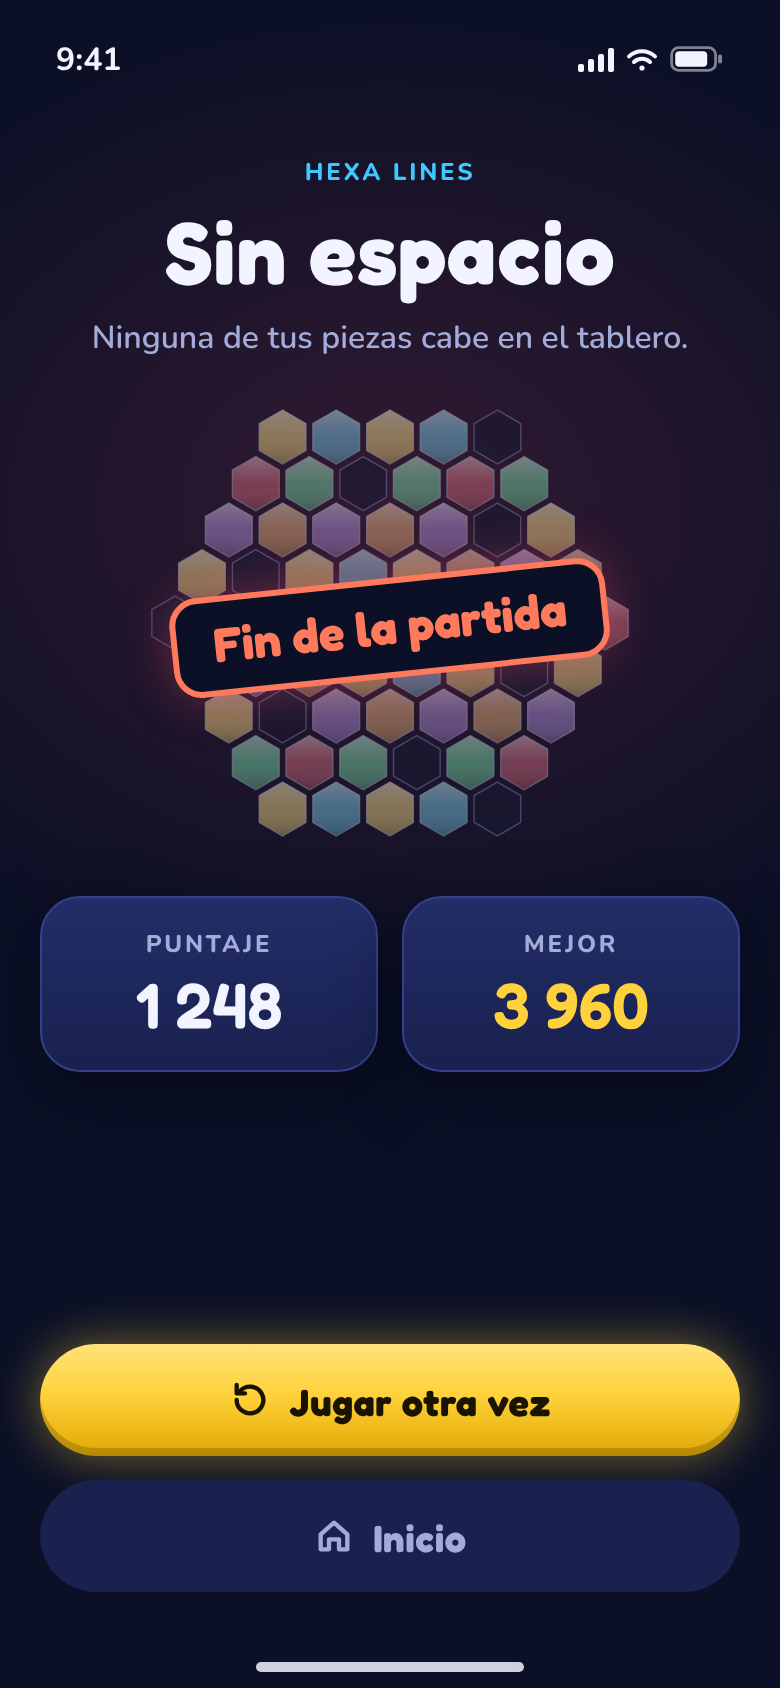 9:41
HEXA LINES
Sin espacio
Ninguna de tus piezas cabe en el tablero.
Fin de la partida
PUNTAJE
1 248
MEJOR
3 960
Jugar otra vez
Inicio